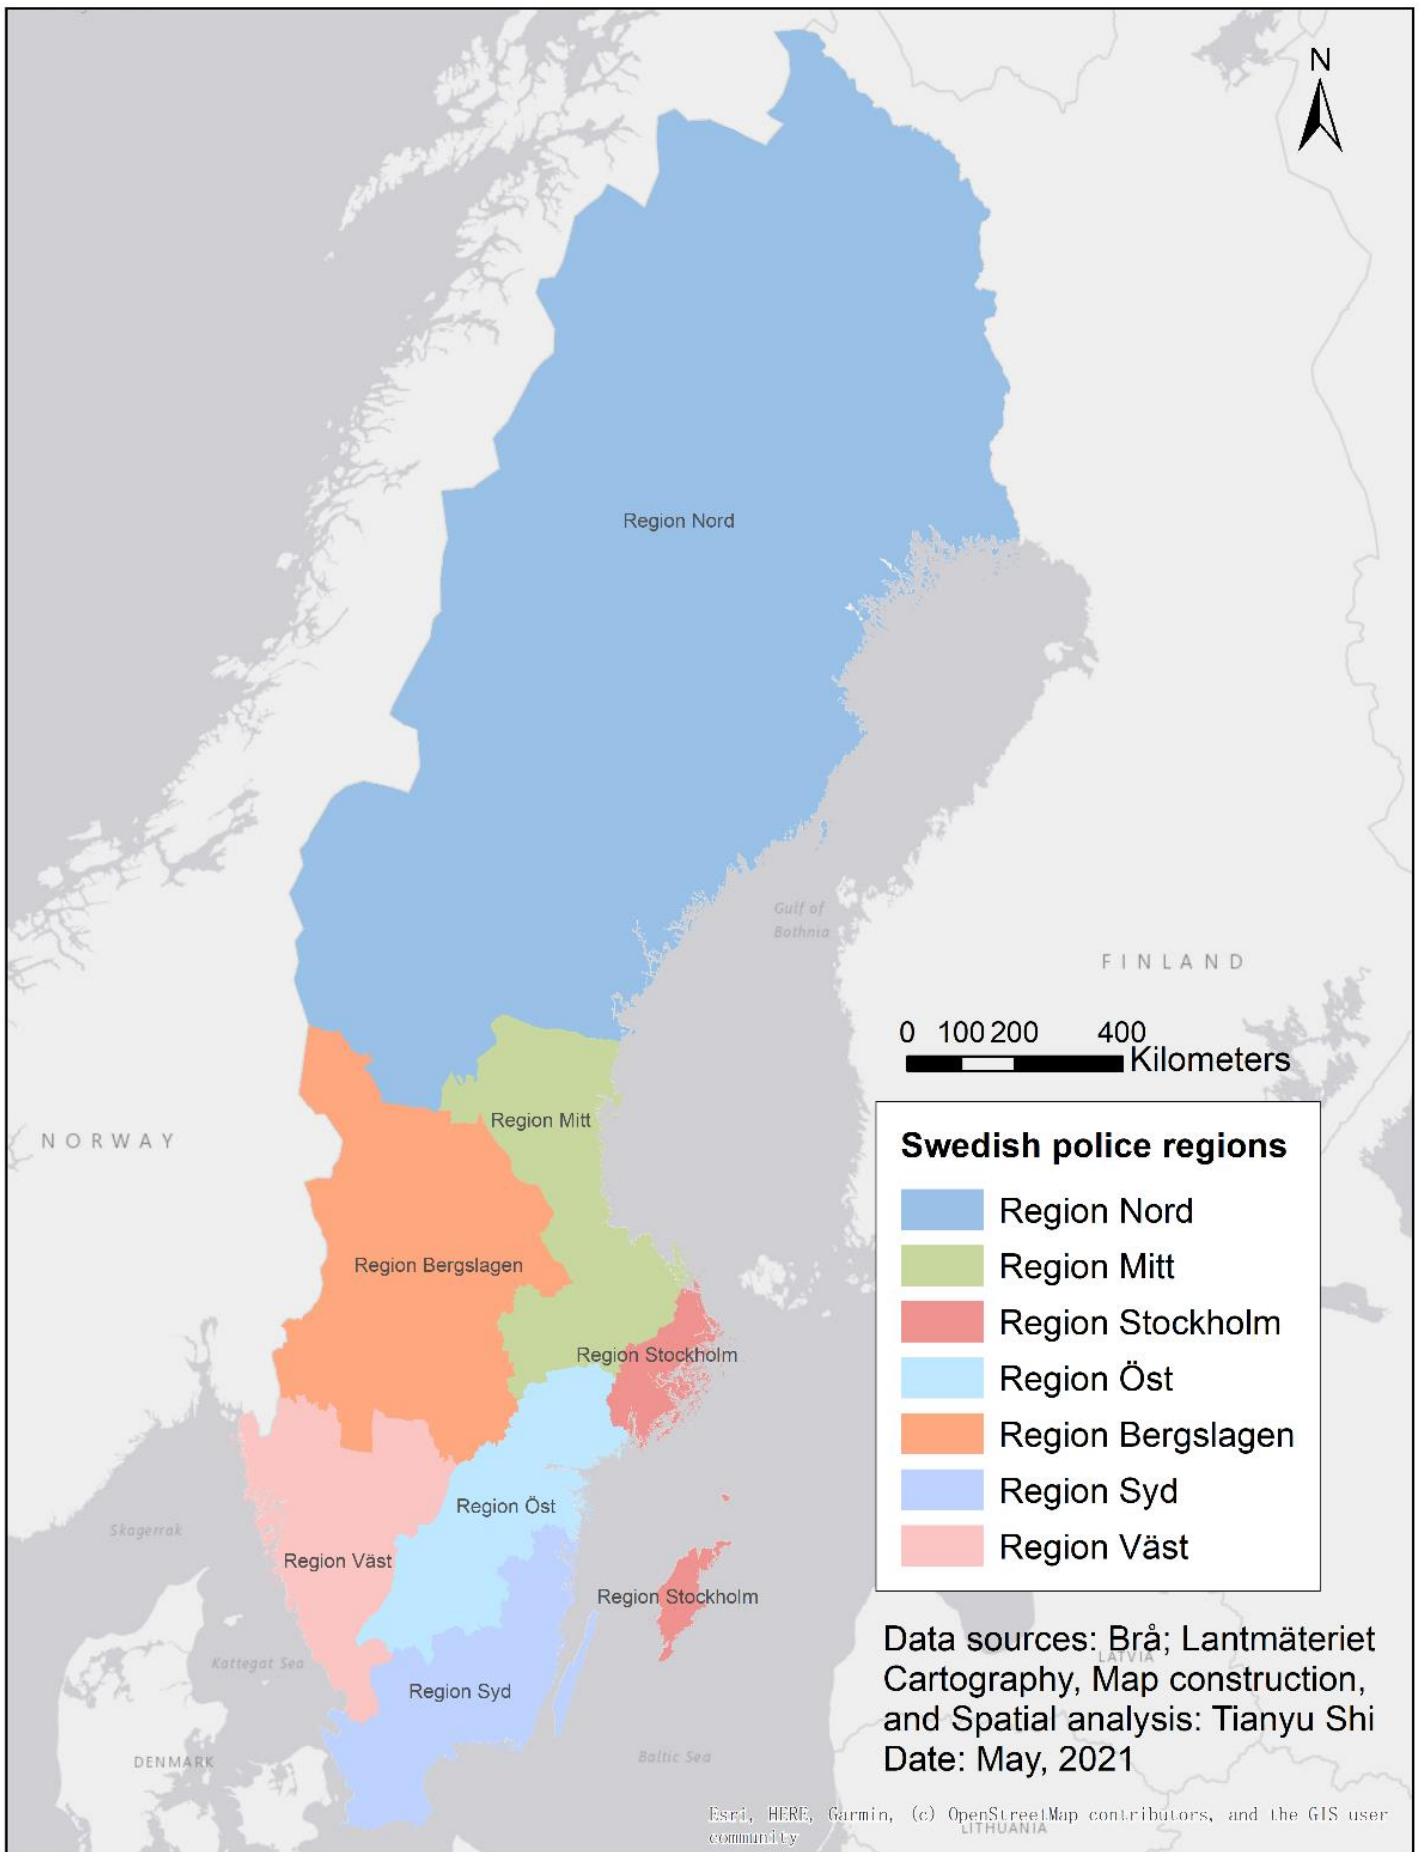 N
Region Nord
Gulf of
Bothnia
FINLAND
0 100 200 400
Kilometers
NORWAY
Region Mitt
Region Bergslagen
Region Stockholm
Region Öst
Region Väst
Region Stockholm
Region Syd
Skagerrak
Kattegat Sea
DENMARK
Baltic Sea
Swedish police regions
Region Nord
Region Mitt
Region Stockholm
Region Öst
Region Bergslagen
Region Syd
Region Väst
Data sources: Brå; Lantmäteriet
Cartography, Map construction,
and Spatial analysis: Tianyu Shi
Date: May, 2021
LATVIA
Esri, HERE, Garmin, (c) OpenStreetMap contributors, and the GIS user
community
LITHUANIA